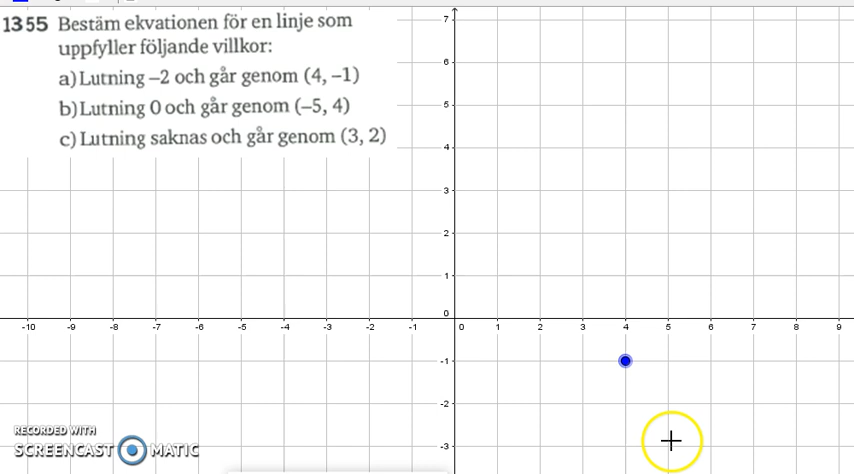 1355 Bestäm ekvationen för en linje som
uppfyller följande villkor:
a) Lutning –2 och går genom (4, –1)
b) Lutning 0 och går genom (–5, 4)
c) Lutning saknas och går genom (3, 2)
7
6
5
4
3
2
1
0
-10 -9 -8 -7 -6 -5 -4 -3 -2 -1 0 1 2 3 4 5 6 7 8 9
-1
-2
-3
RECORDED WITH
SCREENCAST MATIC